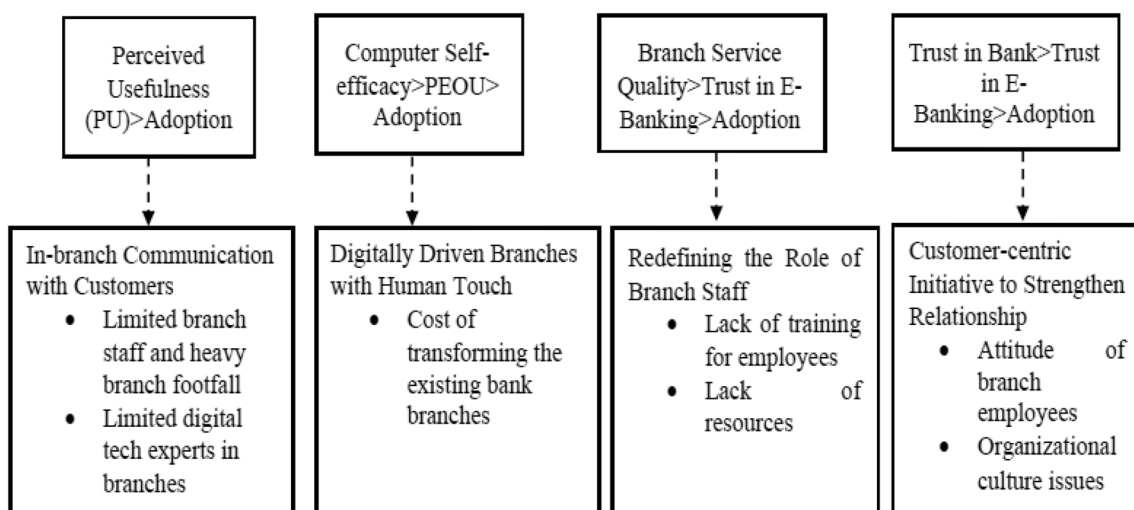 Perceived
Usefulness
(PU)>Adoption
Computer Self-
efficacy>PEOU>
Adoption
Branch Service
Quality>Trust in E-
Banking>Adoption
Trust in Bank>Trust
in E-
Banking>Adoption
In-branch Communication
with Customers
• Limited branch
staff and heavy
branch footfall
• Limited digital
tech experts in
branches
Digitally Driven Branches
with Human Touch
• Cost of
transforming the
existing bank
branches
Redefining the Role of
Branch Staff
• Lack of training
for employees
• Lack of
resources
Customer-centric
Initiative to Strengthen
Relationship
• Attitude of
branch
employees
• Organizational
culture issues